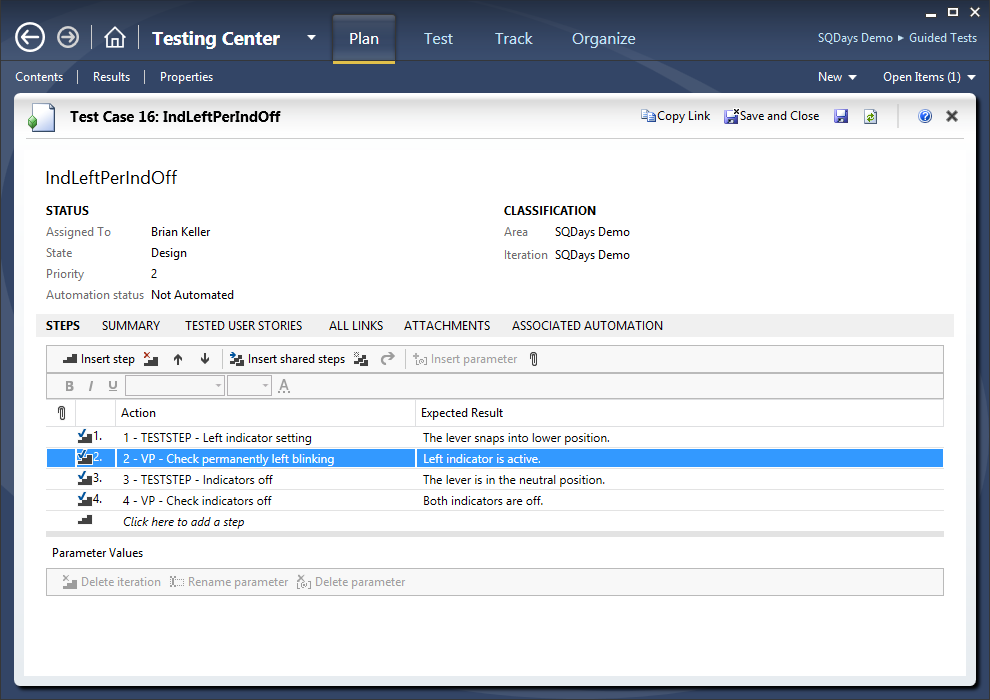 Testing Center Plan Test Track Organize SQDays Demo ▸ Guided Tests
Contents Results Properties New Open Items (1)
Test Case 16: IndLeftPerIndOff Copy Link Save and Close
IndLeftPerIndOff
STATUS CLASSIFICATION
Assigned To Brian Keller Area SQDays Demo
State Design Iteration SQDays Demo
Priority 2
Automation status Not Automated
STEPS SUMMARY TESTED USER STORIES ALL LINKS ATTACHMENTS ASSOCIATED AUTOMATION
Insert step Insert shared steps Insert parameter
B I U A
Action Expected Result
1. 1 - TESTSTEP - Left indicator setting The lever snaps into lower position.
2. 2 - VP - Check permanently left blinking Left indicator is active.
3. 3 - TESTSTEP - Indicators off The lever is in the neutral position.
4. 4 - VP - Check indicators off Both indicators are off.
Click here to add a step
Parameter Values
Delete iteration Rename parameter Delete parameter